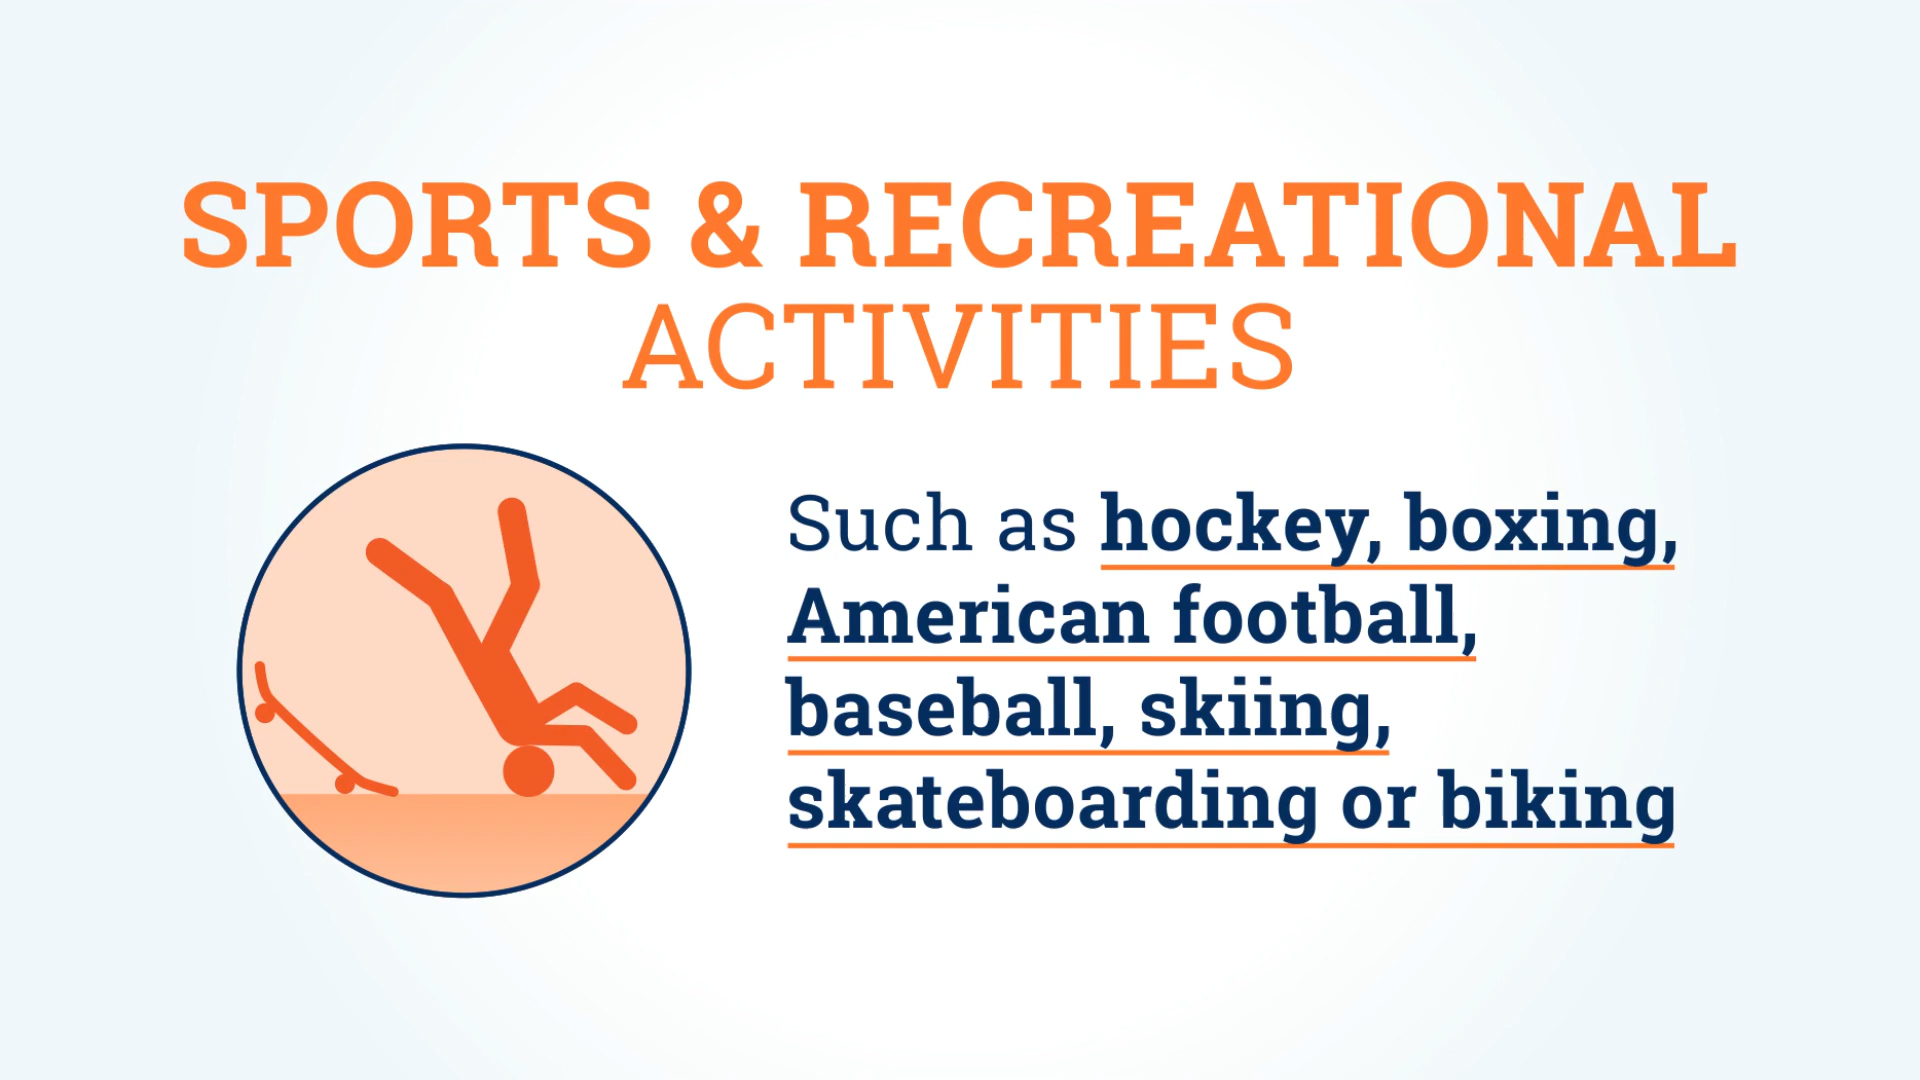 SPORTS & RECREATIONAL
ACTIVITIES
Such as hockey, boxing,
American football,
baseball, skiing,
skateboarding or biking